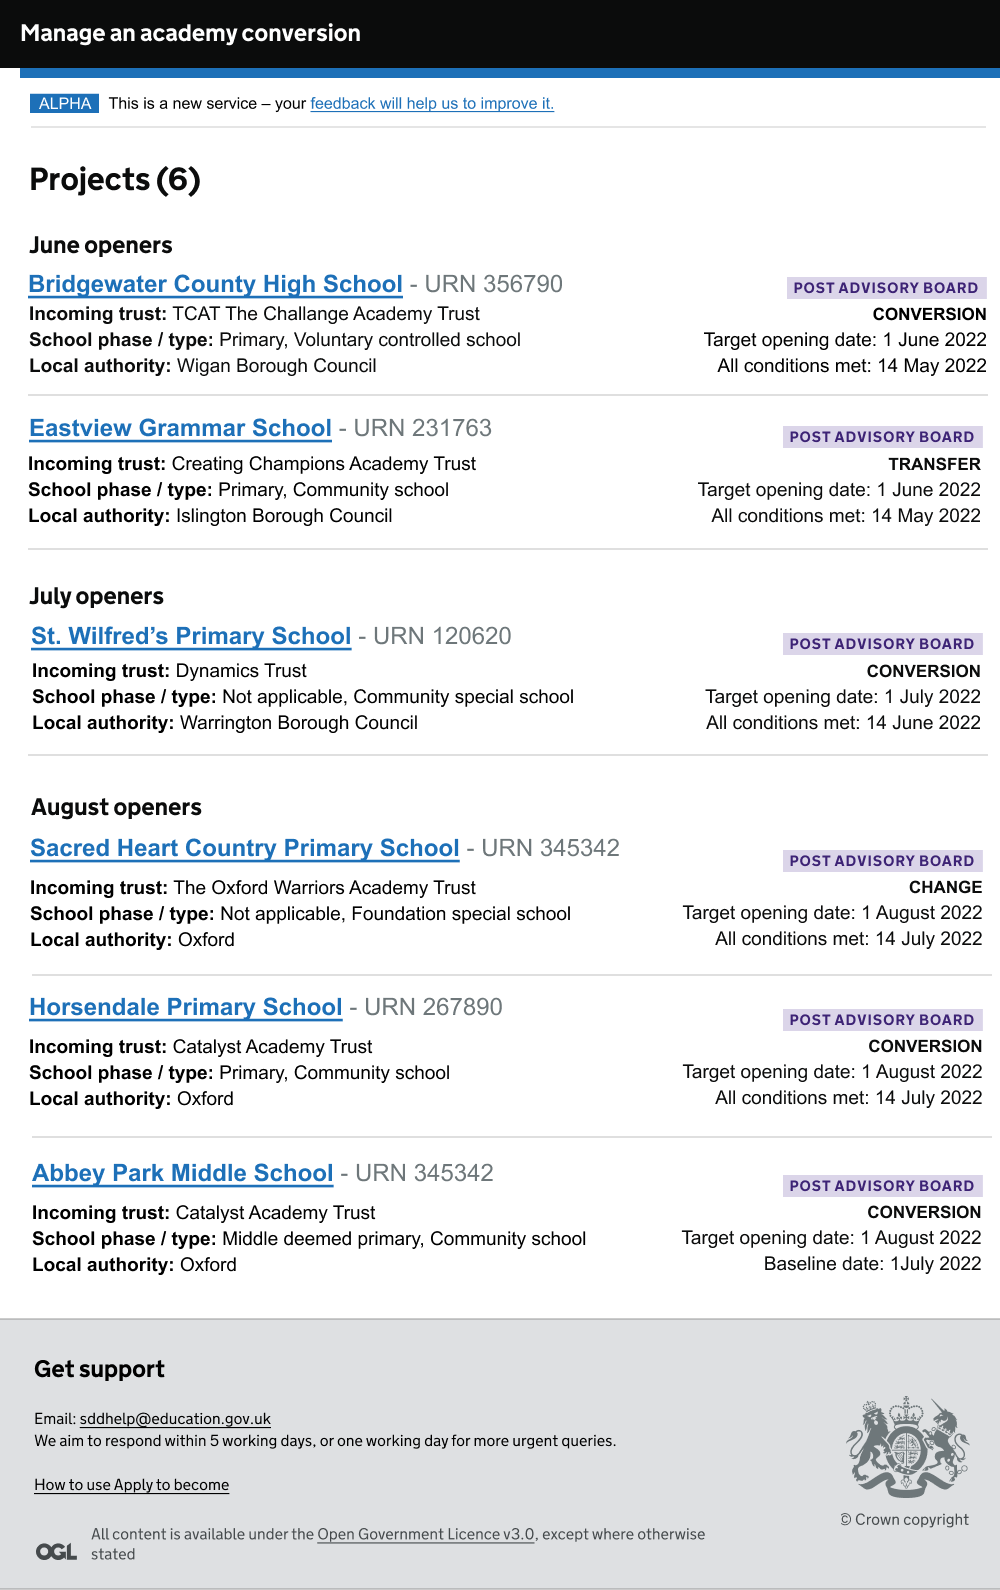 Manage an academy conversion
ALPHA This is a new service – your feedback will help us to improve it.
Projects (6)
June openers
Bridgewater County High School - URN 356790
POST ADVISORY BOARD
Incoming trust: TCAT The Challange Academy Trust
CONVERSION
School phase / type: Primary, Voluntary controlled school
Target opening date: 1 June 2022
Local authority: Wigan Borough Council
All conditions met: 14 May 2022
Eastview Grammar School - URN 231763
POST ADVISORY BOARD
Incoming trust: Creating Champions Academy Trust
TRANSFER
School phase / type: Primary, Community school
Target opening date: 1 June 2022
Local authority: Islington Borough Council
All conditions met: 14 May 2022
July openers
St. Wilfred’s Primary School - URN 120620
POST ADVISORY BOARD
Incoming trust: Dynamics Trust
CONVERSION
School phase / type: Not applicable, Community special school
Target opening date: 1 July 2022
Local authority: Warrington Borough Council
All conditions met: 14 June 2022
August openers
Sacred Heart Country Primary School - URN 345342
POST ADVISORY BOARD
Incoming trust: The Oxford Warriors Academy Trust
CHANGE
School phase / type: Not applicable, Foundation special school
Target opening date: 1 August 2022
Local authority: Oxford
All conditions met: 14 July 2022
Horsendale Primary School - URN 267890
POST ADVISORY BOARD
Incoming trust: Catalyst Academy Trust
CONVERSION
School phase / type: Primary, Community school
Target opening date: 1 August 2022
Local authority: Oxford
All conditions met: 14 July 2022
Abbey Park Middle School - URN 345342
POST ADVISORY BOARD
Incoming trust: Catalyst Academy Trust
CONVERSION
School phase / type: Middle deemed primary, Community school
Target opening date: 1 August 2022
Local authority: Oxford
Baseline date: 1July 2022
Get support
Email: sddhelp@education.gov.uk
We aim to respond within 5 working days, or one working day for more urgent queries.
How to use Apply to become
© Crown copyright
OGL All content is available under the Open Government Licence v3.0, except where otherwise
stated